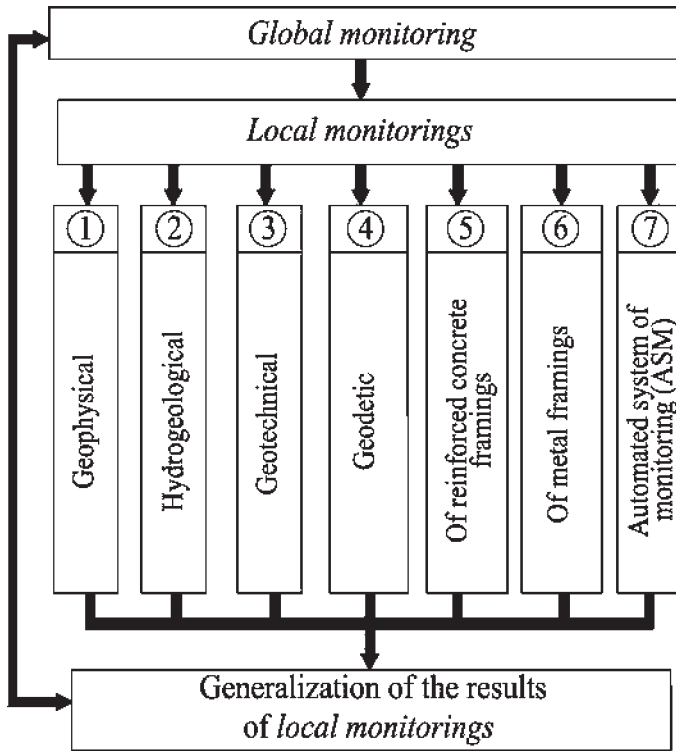 Global monitoring
Local monitorings
1
2
3
4
5
6
7
Geophysical
Hydrogeological
Geotechnical
Geodetic
Of reinforced concrete
framings
Of metal framings
Automated system of
monitoring (ASM)
Generalization of the results
of local monitorings